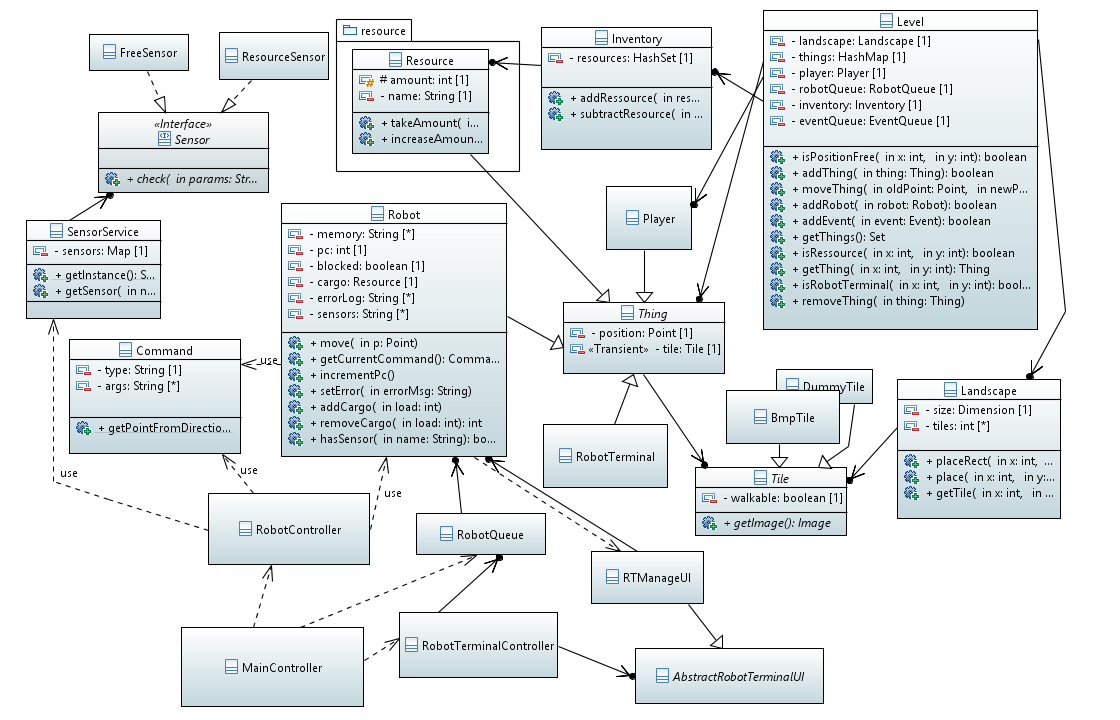 FreeSensor
ResourceSensor
«Interface»
Sensor
+ check( in params: Str...
SensorService
- sensors: Map [1]
+ getInstance(): S...
+ getSensor( in n...
resource
Resource
# amount: int [1]
- name: String [1]
+ takeAmount( i...
+ increaseAmoun...
Inventory
- resources: HashSet [1]
+ addRessource( in res...
+ subtractResource( in ...
Level
- landscape: Landscape [1]
- things: HashMap [1]
- player: Player [1]
- robotQueue: RobotQueue [1]
- inventory: Inventory [1]
- eventQueue: EventQueue [1]
+ isPositionFree( in x: int, in y: int): boolean
+ addThing( in thing: Thing): boolean
+ moveThing( in oldPoint: Point, in newP...
+ addRobot( in robot: Robot): boolean
+ addEvent( in event: Event): boolean
+ getThings(): Set
+ isRessource( in x: int, in y: int): boolean
+ getThing( in x: int, in y: int): Thing
+ isRobotTerminal( in x: int, in y: int): bool...
+ removeThing( in thing: Thing)
Robot
- memory: String [*]
- pc: int [1]
- blocked: boolean [1]
- cargo: Resource [1]
- errorLog: String [*]
- sensors: String [*]
+ move( in p: Point)
+ getCurrentCommand(): Comma...
+ incrementPc()
+ setError( in errorMsg: String)
+ addCargo( in load: int)
+ removeCargo( in load: int): int
+ hasSensor( in name: String): bo...
Player
Thing
- position: Point [1]
«Transient» - tile: Tile [1]
Command
- type: String [1]
- args: String [*]
+ getPointFromDirectio...
use
use
use
use
DummyTile
BmpTile
Landscape
- size: Dimension [1]
- tiles: int [*]
+ placeRect( in x: int, ...
+ place( in x: int, in y:...
+ getTile( in x: int, in ...
RobotTerminal
Tile
- walkable: boolean [1]
+ getImage(): Image
RobotController
RobotQueue
RTManageUI
MainController
RobotTerminalController
AbstractRobotTerminalUI